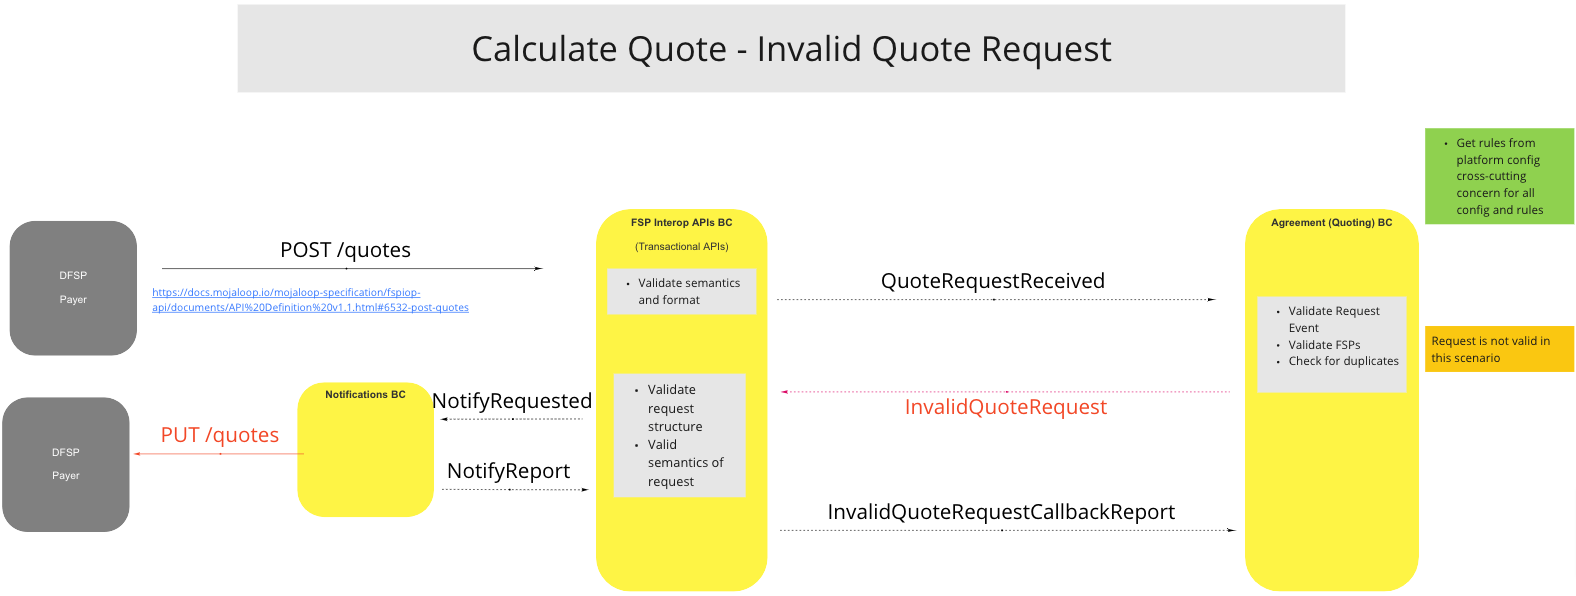 Calculate Quote - Invalid Quote Request
• Get rules from
platform config
cross-cutting
concern for all
config and rules
DFSP
Payer
POST /quotes
https://docs.mojaloop.io/mojaloop-specification/fspiop-
api/documents/API%20Definition%20v1.1.html#6532-post-quotes
FSP Interop APIs BC
(Transactional APIs)
• Validate semantics
and format
QuoteRequestReceived
Agreement (Quoting) BC
• Validate Request
Event
• Validate FSPs
• Check for duplicates
Request is not valid in
this scenario
InvalidQuoteRequest
• Validate
request
structure
• Valid
semantics of
request
NotifyRequested
Notifications BC
PUT /quotes
DFSP
Payer
NotifyReport
InvalidQuoteRequestCallbackReport